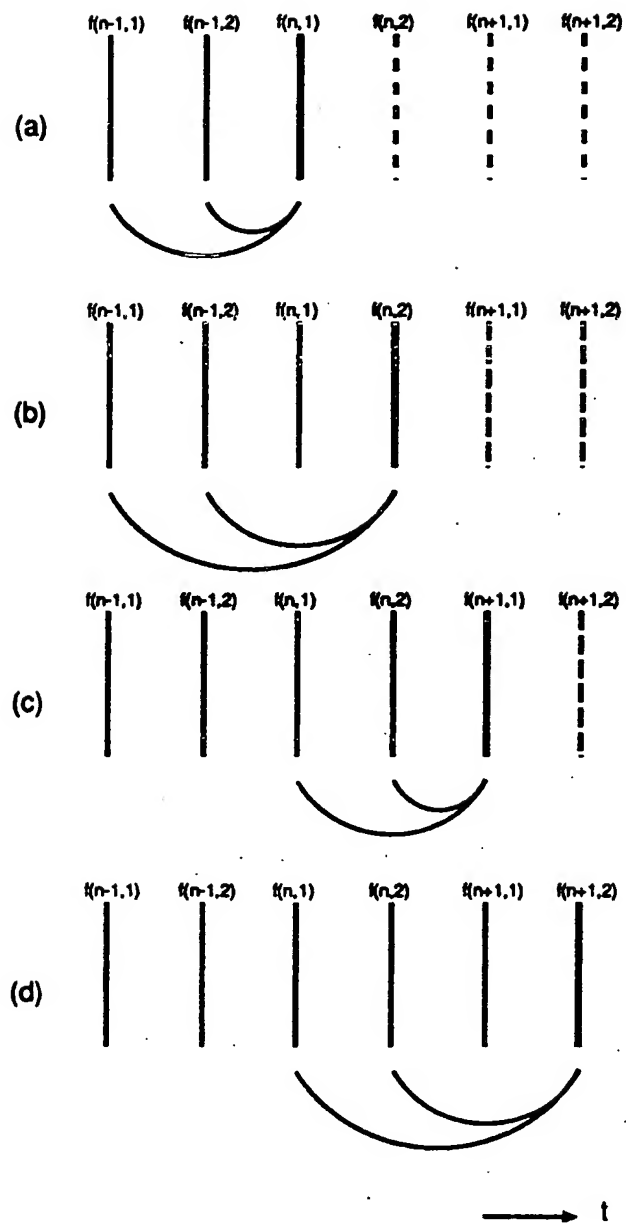 f(n-1,1) f(n-1,2) f(n,1) f(n,2) f(n+1,1) f(n+1,2)
(a)
f(n-1,1) f(n-1,2) f(n,1) f(n,2) f(n+1,1) f(n+1,2)
(b)
f(n-1,1) f(n-1,2) f(n,1) f(n,2) f(n+1,1) f(n+1,2)
(c)
f(n-1,1) f(n-1,2) f(n,1) f(n,2) f(n+1,1) f(n+1,2)
(d)
t